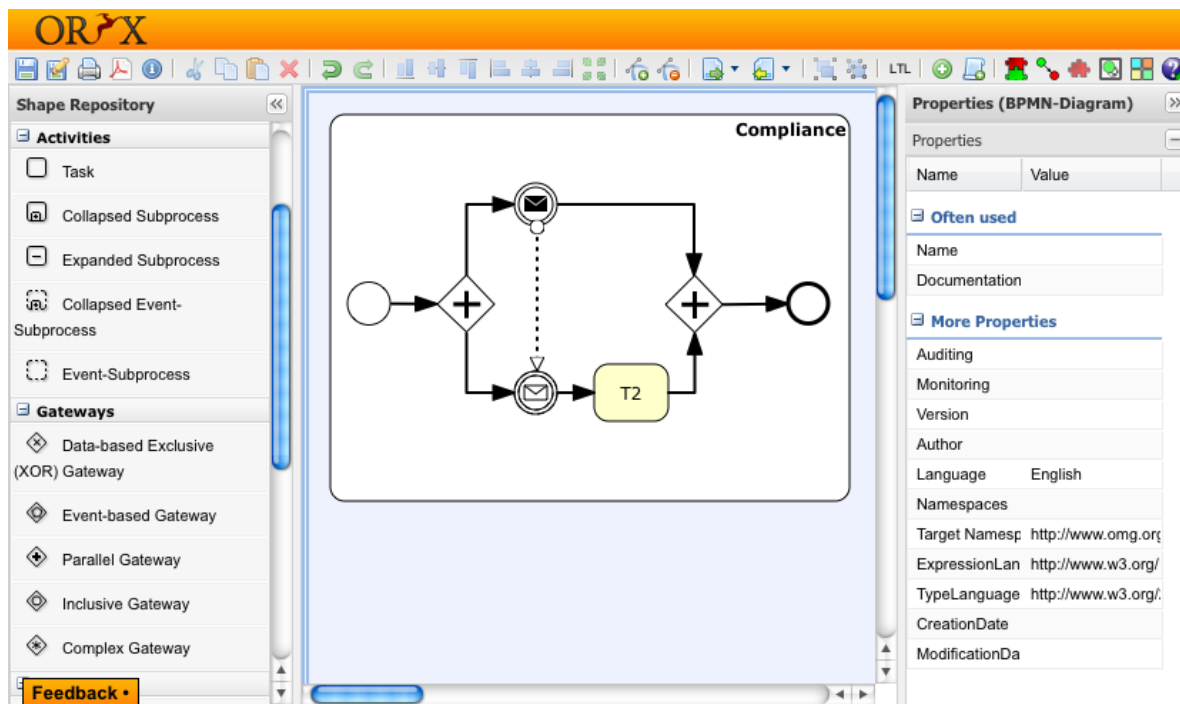 ORYX
LTL
Shape Repository
Activities
Task
Collapsed Subprocess
Expanded Subprocess
Collapsed Event-
Subprocess
Event-Subprocess
Gateways
Data-based Exclusive
(XOR) Gateway
Event-based Gateway
Parallel Gateway
Inclusive Gateway
Complex Gateway
Feedback •
Compliance
T2
Properties (BPMN-Diagram)
Properties
Name Value
Often used
Name
Documentation
More Properties
Auditing
Monitoring
Version
Author
Language English
Namespaces
Target Namesp http://www.omg.org
ExpressionLan http://www.w3.org/
TypeLanguage http://www.w3.org/
CreationDate
ModificationDa